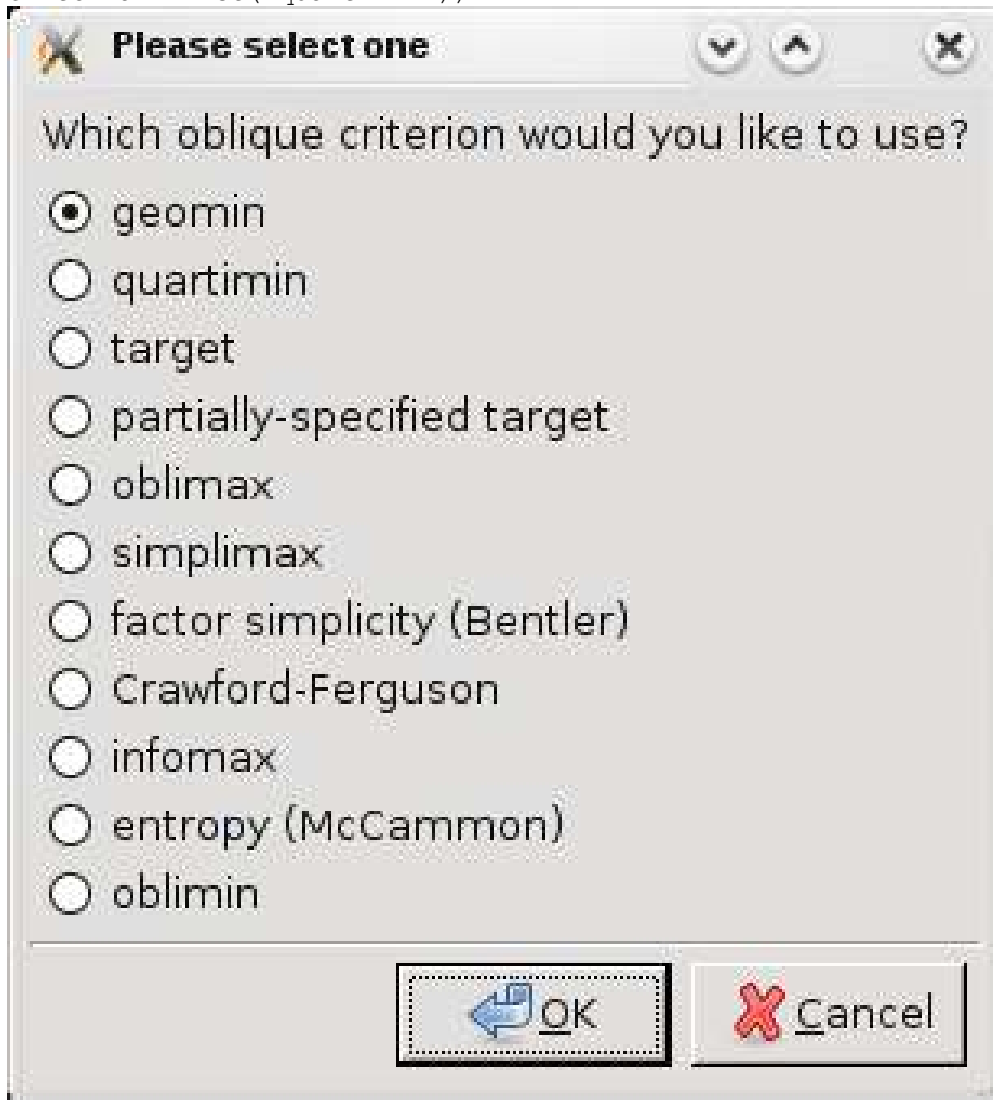 Please select one
Which oblique criterion would you like to use?
geomin
quartimin
target
partially-specified target
oblimax
simplimax
factor simplicity (Bentler)
Crawford-Ferguson
infomax
entropy (McCammon)
oblimin
OK
Cancel